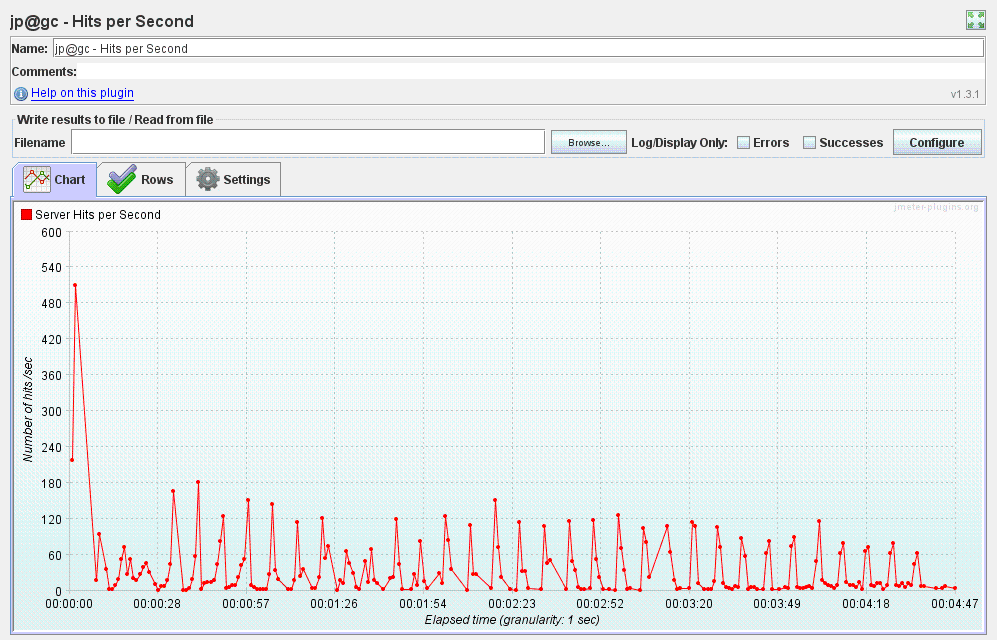 jp@gc - Hits per Second
Name: jp@gc - Hits per Second
Comments:
Help on this plugin
v1.3.1
Write results to file / Read from file
Filename Browse... Log/Display Only: Errors Successes Configure
Chart Rows Settings
Server Hits per Second
jmeter-plugins.org
600
540
480
420
360
300
240
180
120
60
0
Number of hits /sec
00:00:00 00:00:28 00:00:57 00:01:26 00:01:54 00:02:23 00:02:52 00:03:20 00:03:49 00:04:18 00:04:47
Elapsed time (granularity: 1 sec)